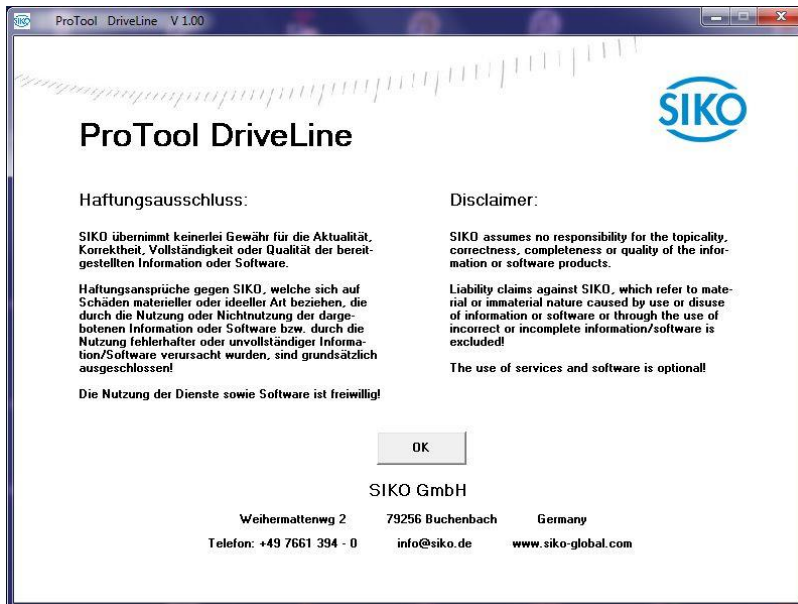 ProTool DriveLine V 1.00
SIKO
ProTool DriveLine
Haftungsausschluss:
SIKO übernimmt keinerlei Gewähr für die Aktualität,
Korrektheit, Vollständigkeit oder Qualität der bereit-
gestellten Information oder Software.
Haftungsansprüche gegen SIKO, welche sich auf
Schäden materieller oder ideeller Art beziehen, die
durch die Nutzung oder Nichtnutzung der darge-
botenen Information oder Software bzw. durch die
Nutzung fehlerhafter oder unvollständiger Informa-
tion/Software verursacht wurden, sind grundsätzlich
ausgeschlossen!
Die Nutzung der Dienste sowie Software ist freiwillig!
Disclaimer:
SIKO assumes no responsibility for the topicality,
correctness, completeness or quality of the infor-
mation or software products.
Liability claims against SIKO, which refer to mate-
rial or immaterial nature caused by use or disuse
of information or software or through the use of
incorrect or incomplete information/software is
excluded!
The use of services and software is optional!
OK
SIKO GmbH
Weihermattenwg 2 79256 Buchenbach Germany
Telefon: +49 7661 394 - 0 info@siko.de www.siko-global.com